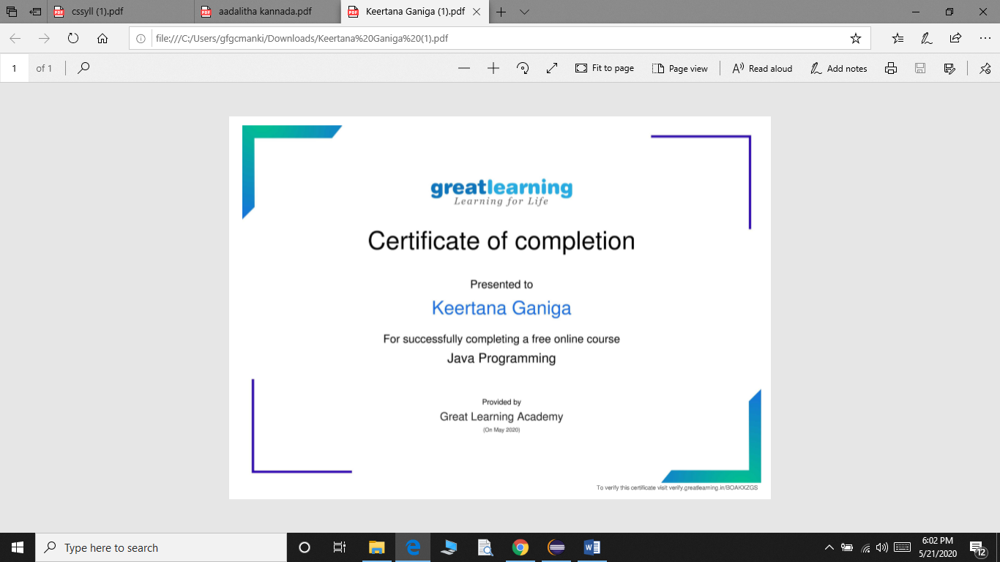 cssyll (1).pdf
aadalitha kannada.pdf
Keertana Ganiga (1).pdf
file:///C:/Users/gfgcmanki/Downloads/Keertana%20Ganiga%20(1).pdf
1 of 1
Fit to page
Page view
Read aloud
Add notes
greatlearning
Learning for Life
Certificate of completion
Presented to
Keertana Ganiga
For successfully completing a free online course
Java Programming
Provided by
Great Learning Academy
(On May 2020)
To verify this certificate visit verify.greatlearning.in/BOAKXZGS
Type here to search
6:02 PM
5/21/2020
12